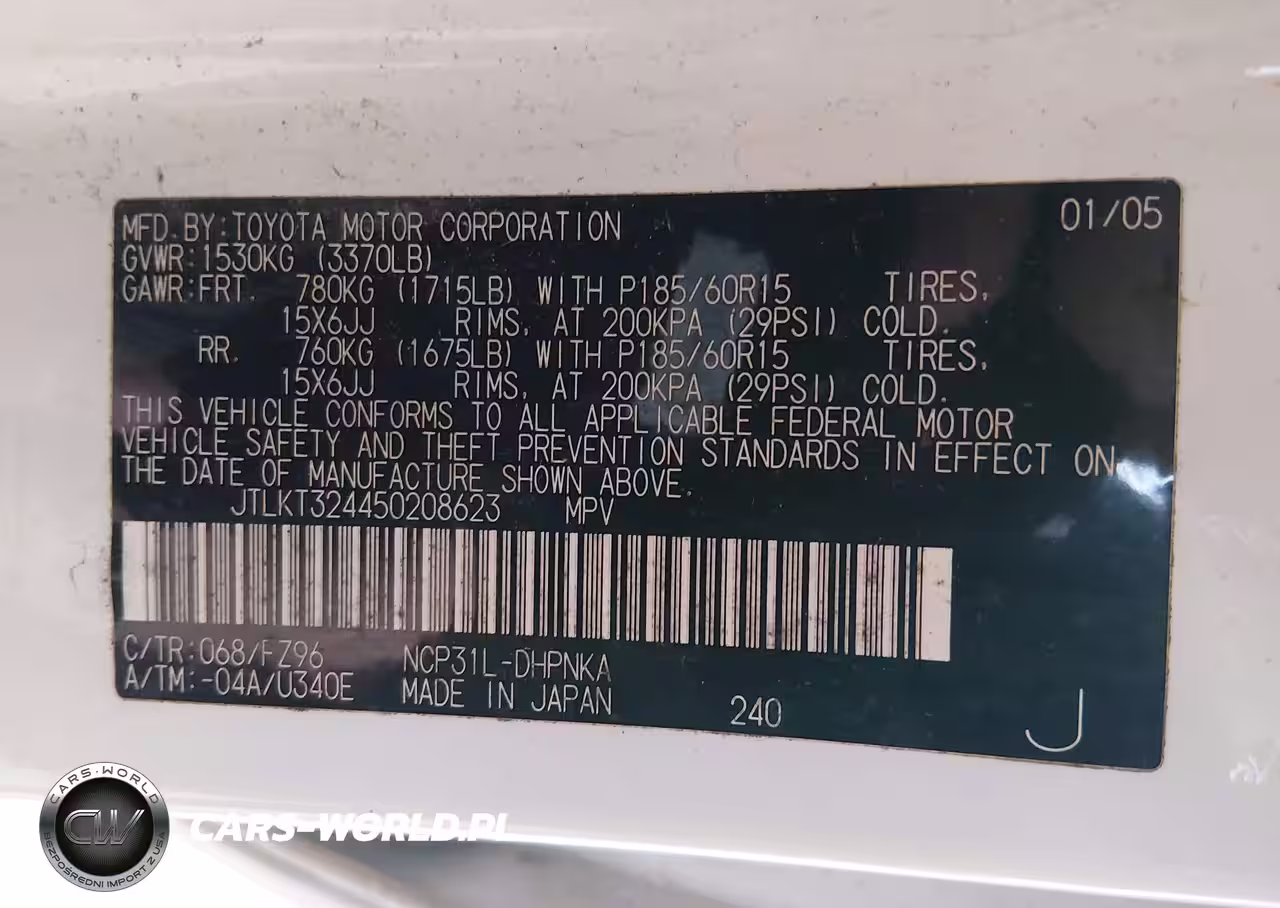 MFD.BY:TOYOTA MOTOR CORPORATION 01/05
GVWR:1530KG (3370LB)
GAWR:FRT. 780KG (1715LB) WITH P185/60R15 TIRES,
15X6JJ RIMS, AT 200KPA (29PSI) COLD.
RR. 760KG (1675LB) WITH P185/60R15 TIRES,
15X6JJ RIMS, AT 200KPA (29PSI) COLD.
THIS VEHICLE CONFORMS TO ALL APPLICABLE FEDERAL MOTOR
VEHICLE SAFETY AND THEFT PREVENTION STANDARDS IN EFFECT ON
THE DATE OF MANUFACTURE SHOWN ABOVE.
JTLKT324450208623 MPV
C/TR:068/FZ96 NCP31L-DHPNKA
A/TM:-04A/U340E MADE IN JAPAN 240 J
CARS-WORLD
CW
BEZPOŚREDNI IMPORT Z USA
CARS-WORLD.PL